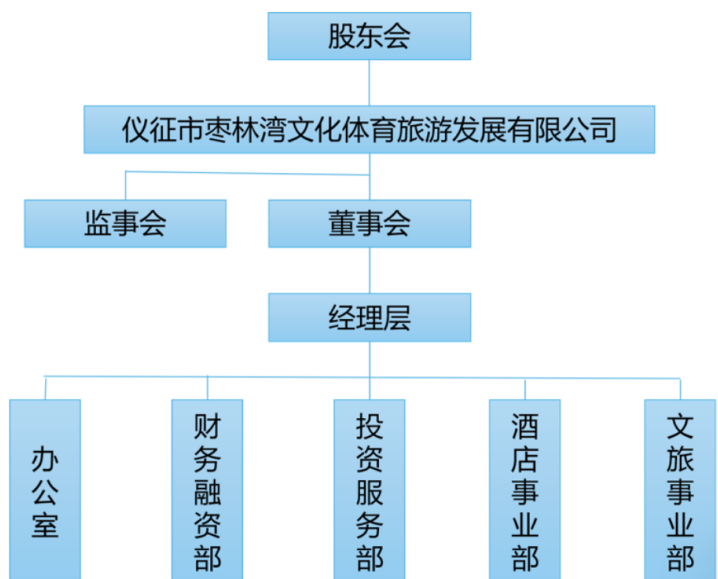 股东会
仪征市枣林湾文化体育旅游发展有限公司
监事会
董事会
经理层
办公室
财务融资部
投资服务部
酒店事业部
文旅事业部